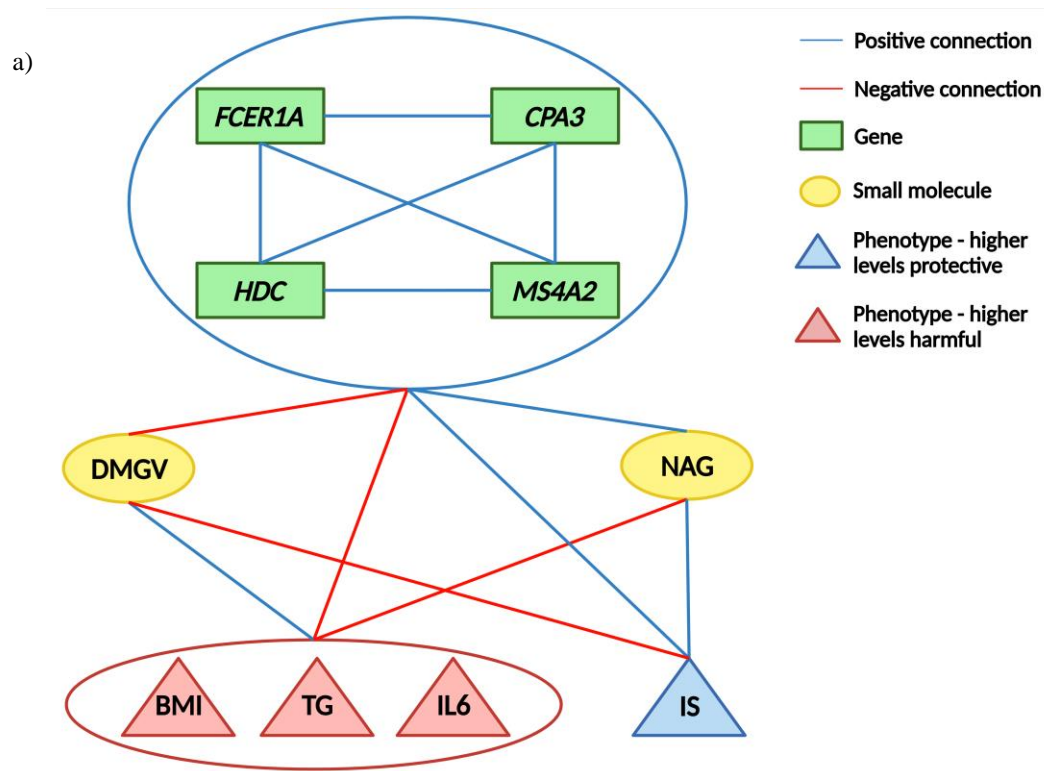 a)
Positive connection
Negative connection
Gene
Small molecule
Phenotype - higher
levels protective
Phenotype - higher
levels harmful
FCER1A
CPA3
HDC
MS4A2
DMGV
NAG
BMI
TG
IL6
IS